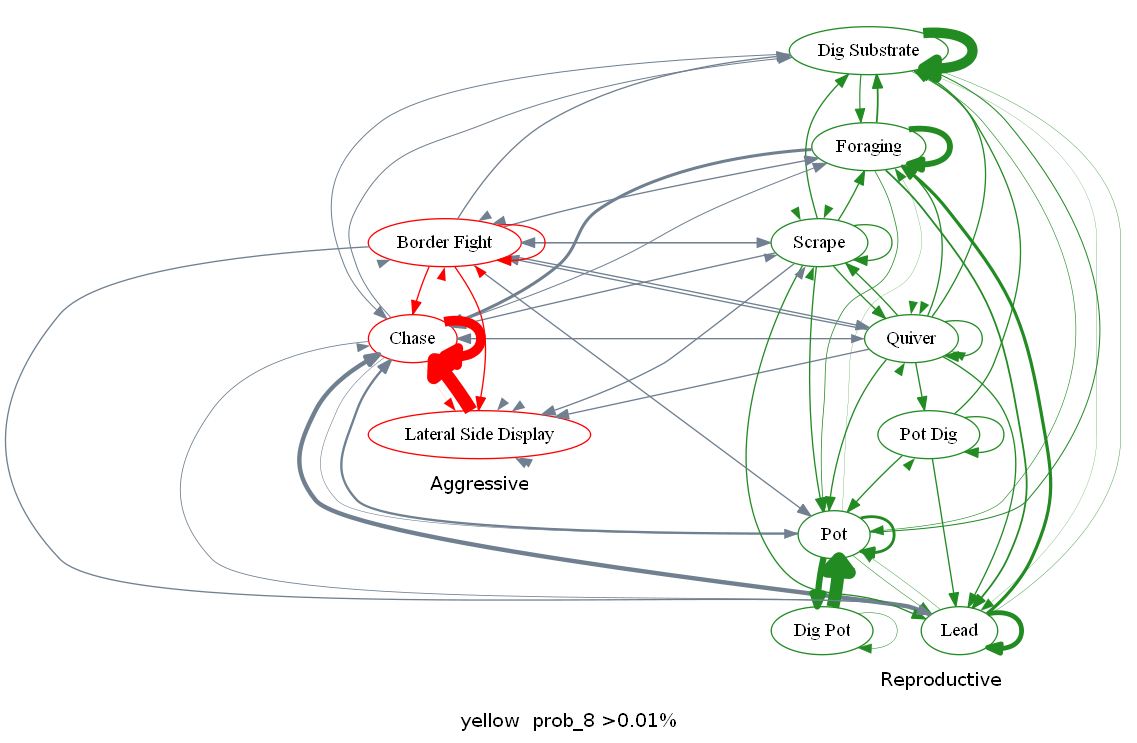 Dig Substrate
Foraging
Border Fight
Scrape
Chase
Quiver
Lateral Side Display
Pot Dig
Aggressive
Pot
Dig Pot
Lead
Reproductive
yellow  prob_8 >0.01%